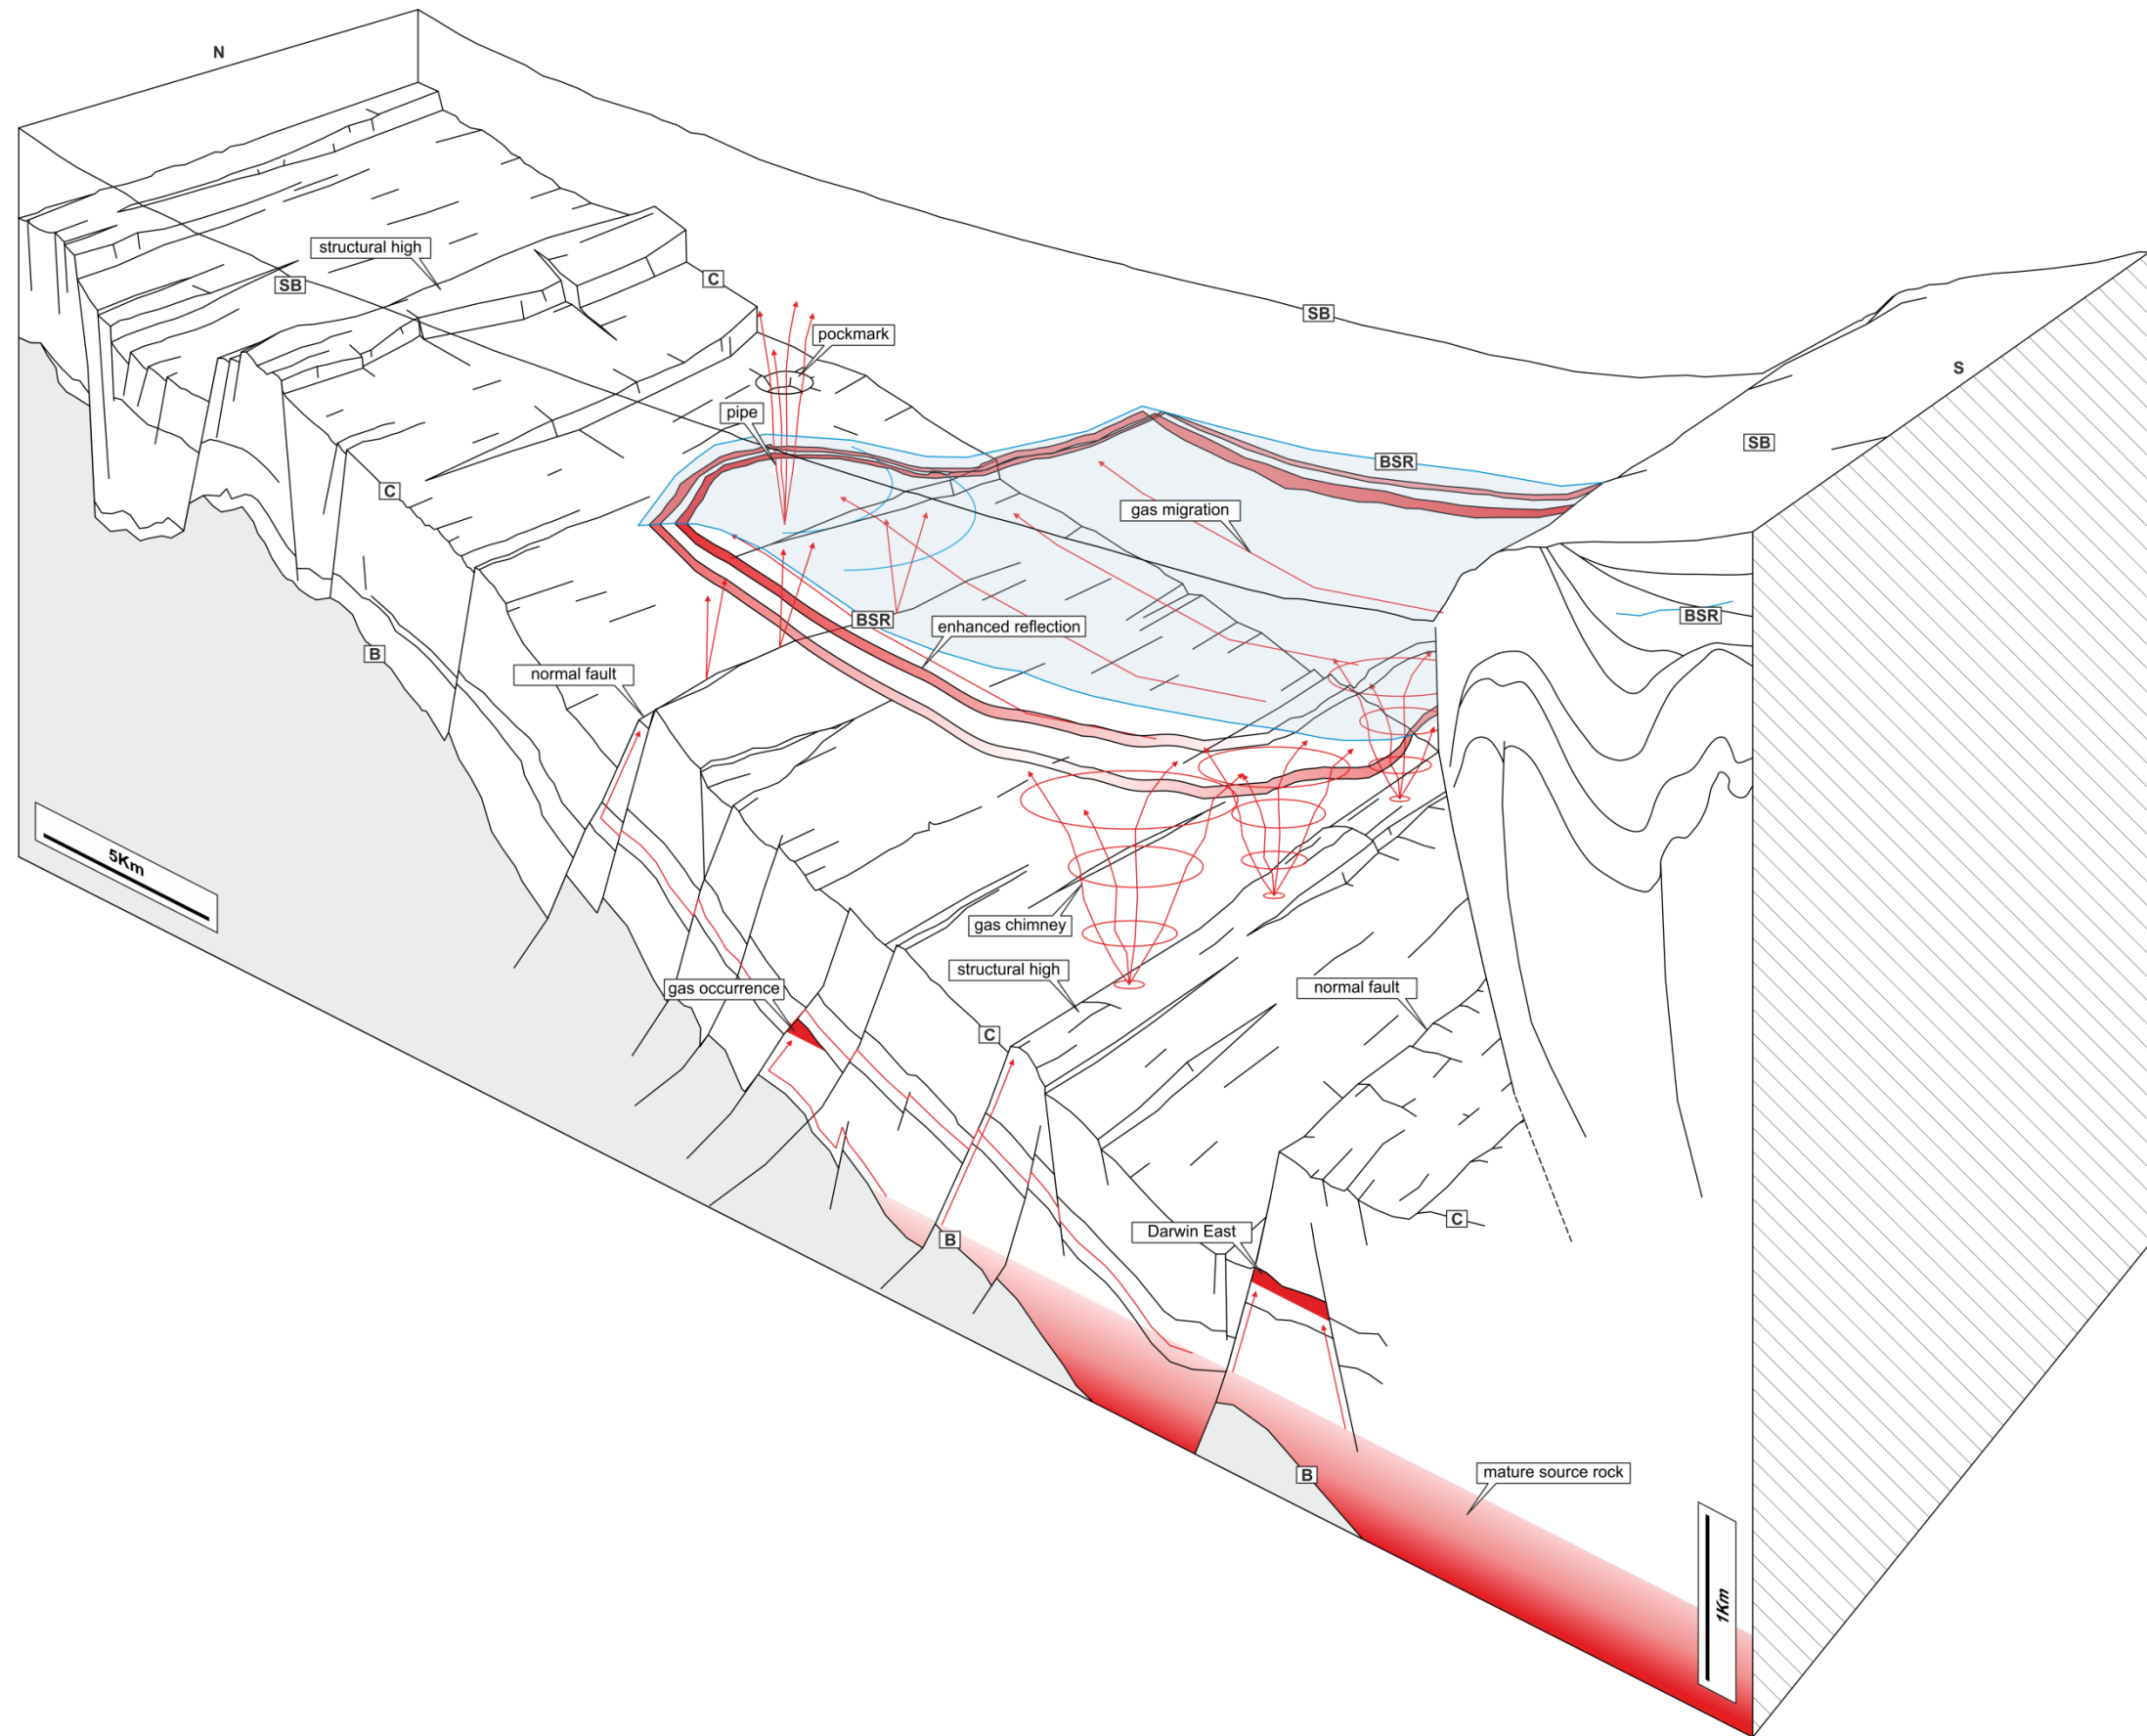 N
structural high
SB
C
SB
pockmark
S
pipe
SB
BSR
C
gas migration
BSR
BSR
enhanced reflection
B
normal fault
5Km
gas chimney
structural high
gas occurrence
normal fault
C
C
Darwin East
B
mature source rock
B
1Km